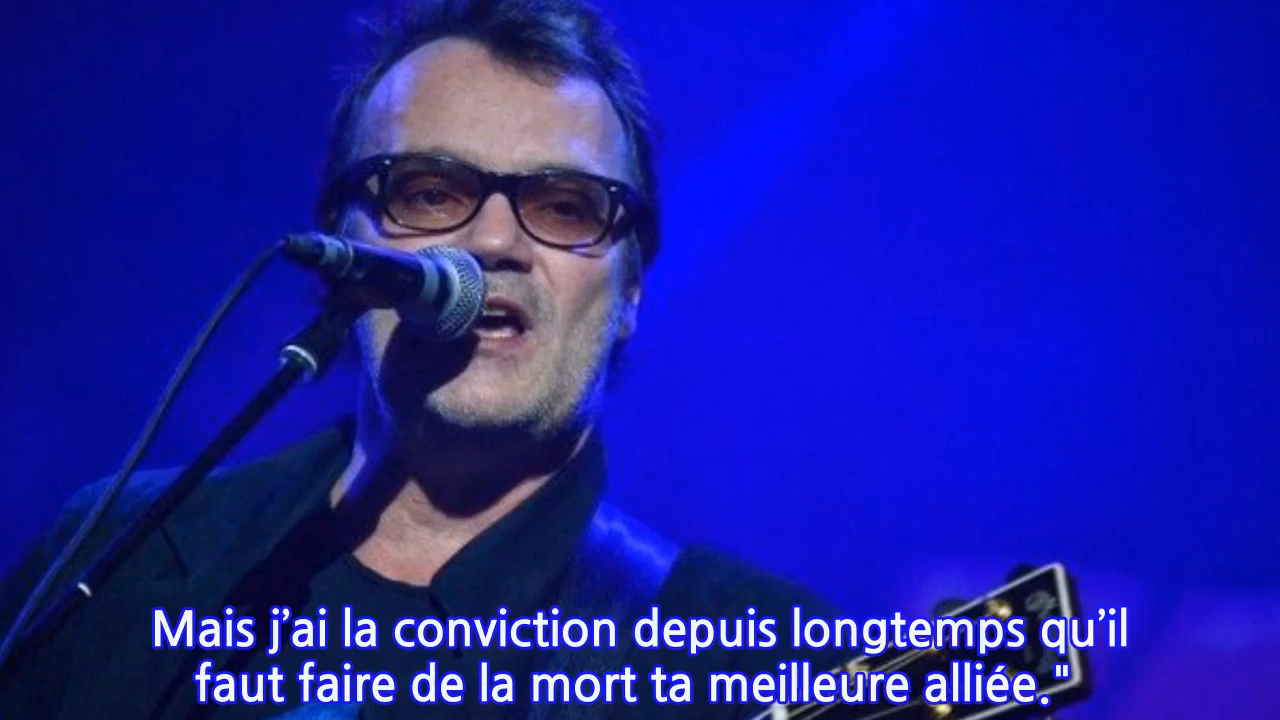 Mais j’ai la conviction depuis longtemps qu’il
faut faire de la mort ta meilleure alliée."